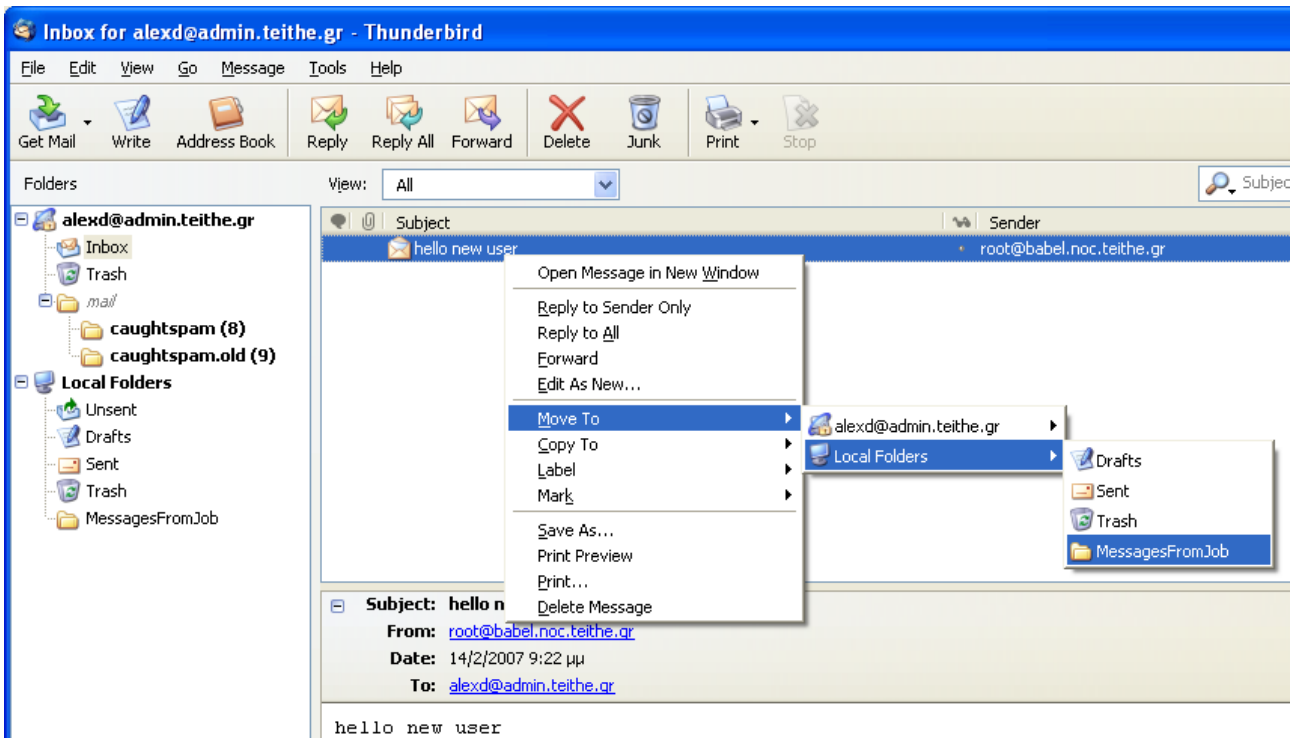 Inbox for alexd@admin.teithe.gr - Thunderbird
File Edit View Go Message Tools Help
Get Mail Write Address Book Reply Reply All Forward Delete Junk Print Stop
Folders View: All Subjec
alexd@admin.teithe.gr
Inbox
Trash
mail
caughtspam (8)
caughtspam.old (9)
Local Folders
Unsent
Drafts
Sent
Trash
MessagesFromJob
Subject Sender
hello new user root@babel.noc.teithe.gr
Open Message in New Window
Reply to Sender Only
Reply to All
Forward
Edit As New...
Move To
Copy To
Label
Mark
Save As...
Print Preview
Print...
Delete Message
alexd@admin.teithe.gr
Local Folders
Drafts
Sent
Trash
MessagesFromJob
Subject: hello n
From: root@babel.noc.teithe.gr
Date: 14/2/2007 9:22 μμ
To: alexd@admin.teithe.gr
hello new user